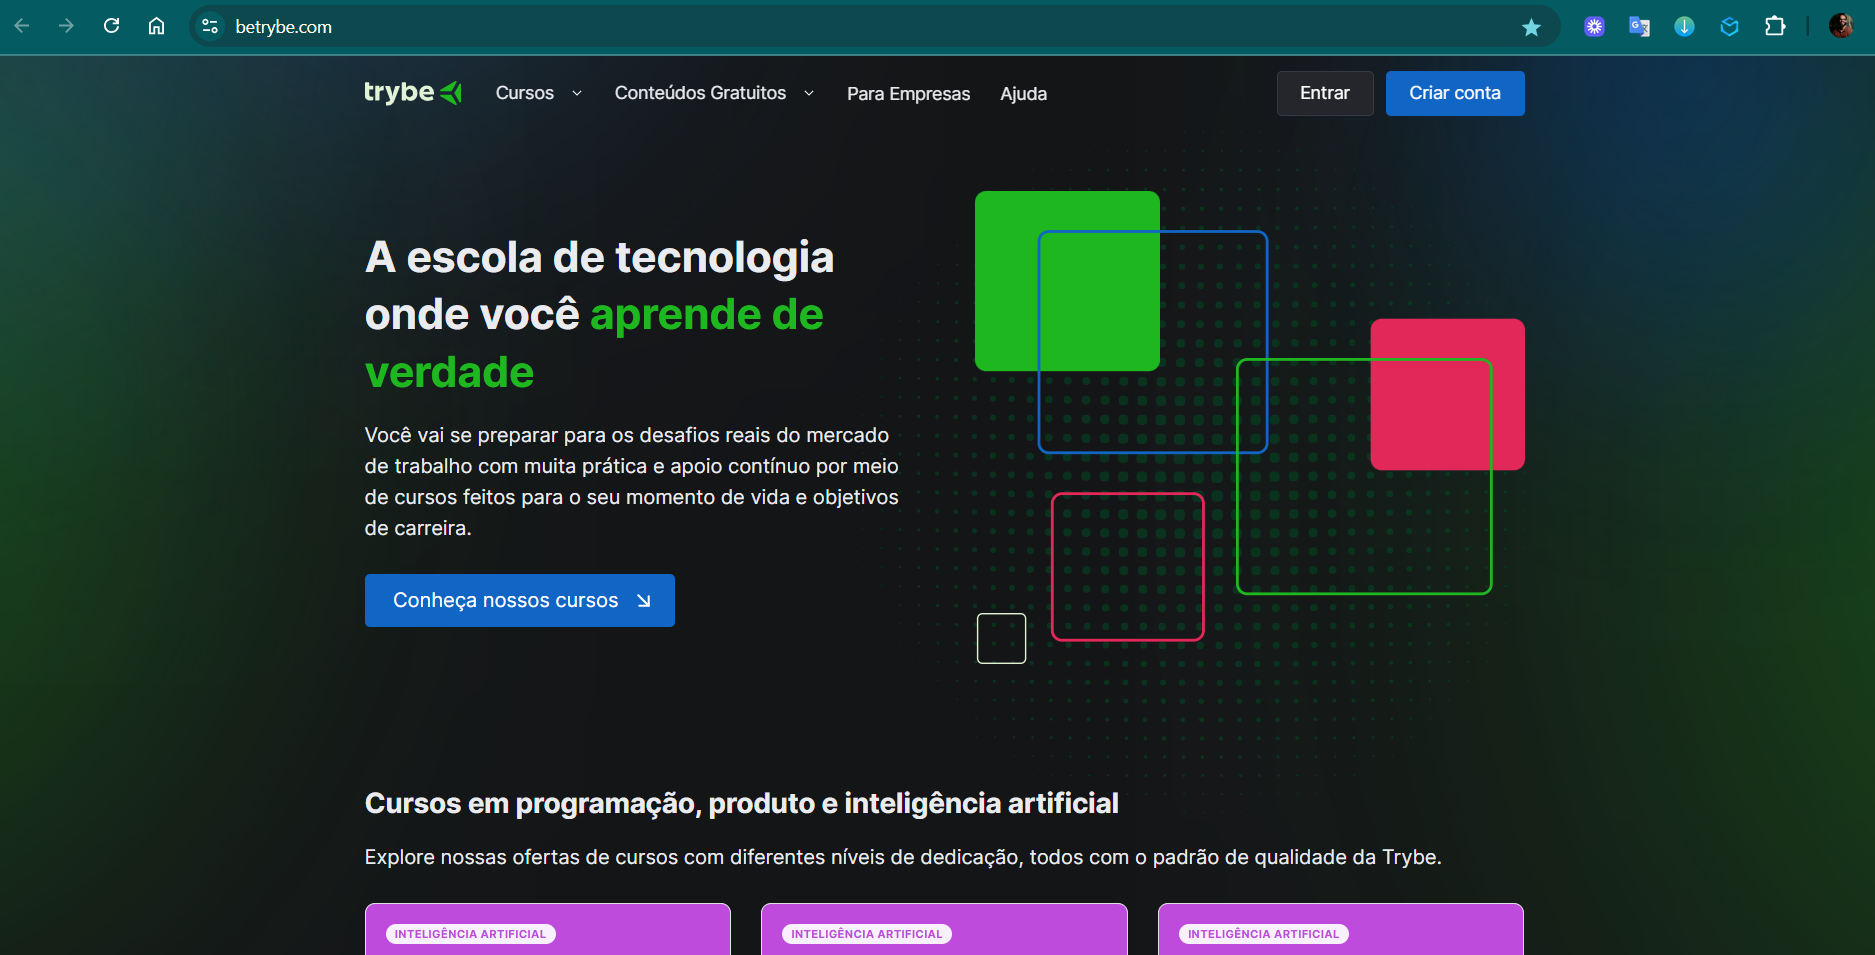 betrybe.com
trybe
Cursos
Conteúdos Gratuitos
Para Empresas
Ajuda
Entrar
Criar conta
A escola de tecnologia
onde você aprende de
verdade
Você vai se preparar para os desafios reais do mercado
de trabalho com muita prática e apoio contínuo por meio
de cursos feitos para o seu momento de vida e objetivos
de carreira.
Conheça nossos cursos
Cursos em programação, produto e inteligência artificial
Explore nossas ofertas de cursos com diferentes níveis de dedicação, todos com o padrão de qualidade da Trybe.
INTELIGÊNCIA ARTIFICIAL
INTELIGÊNCIA ARTIFICIAL
INTELIGÊNCIA ARTIFICIAL